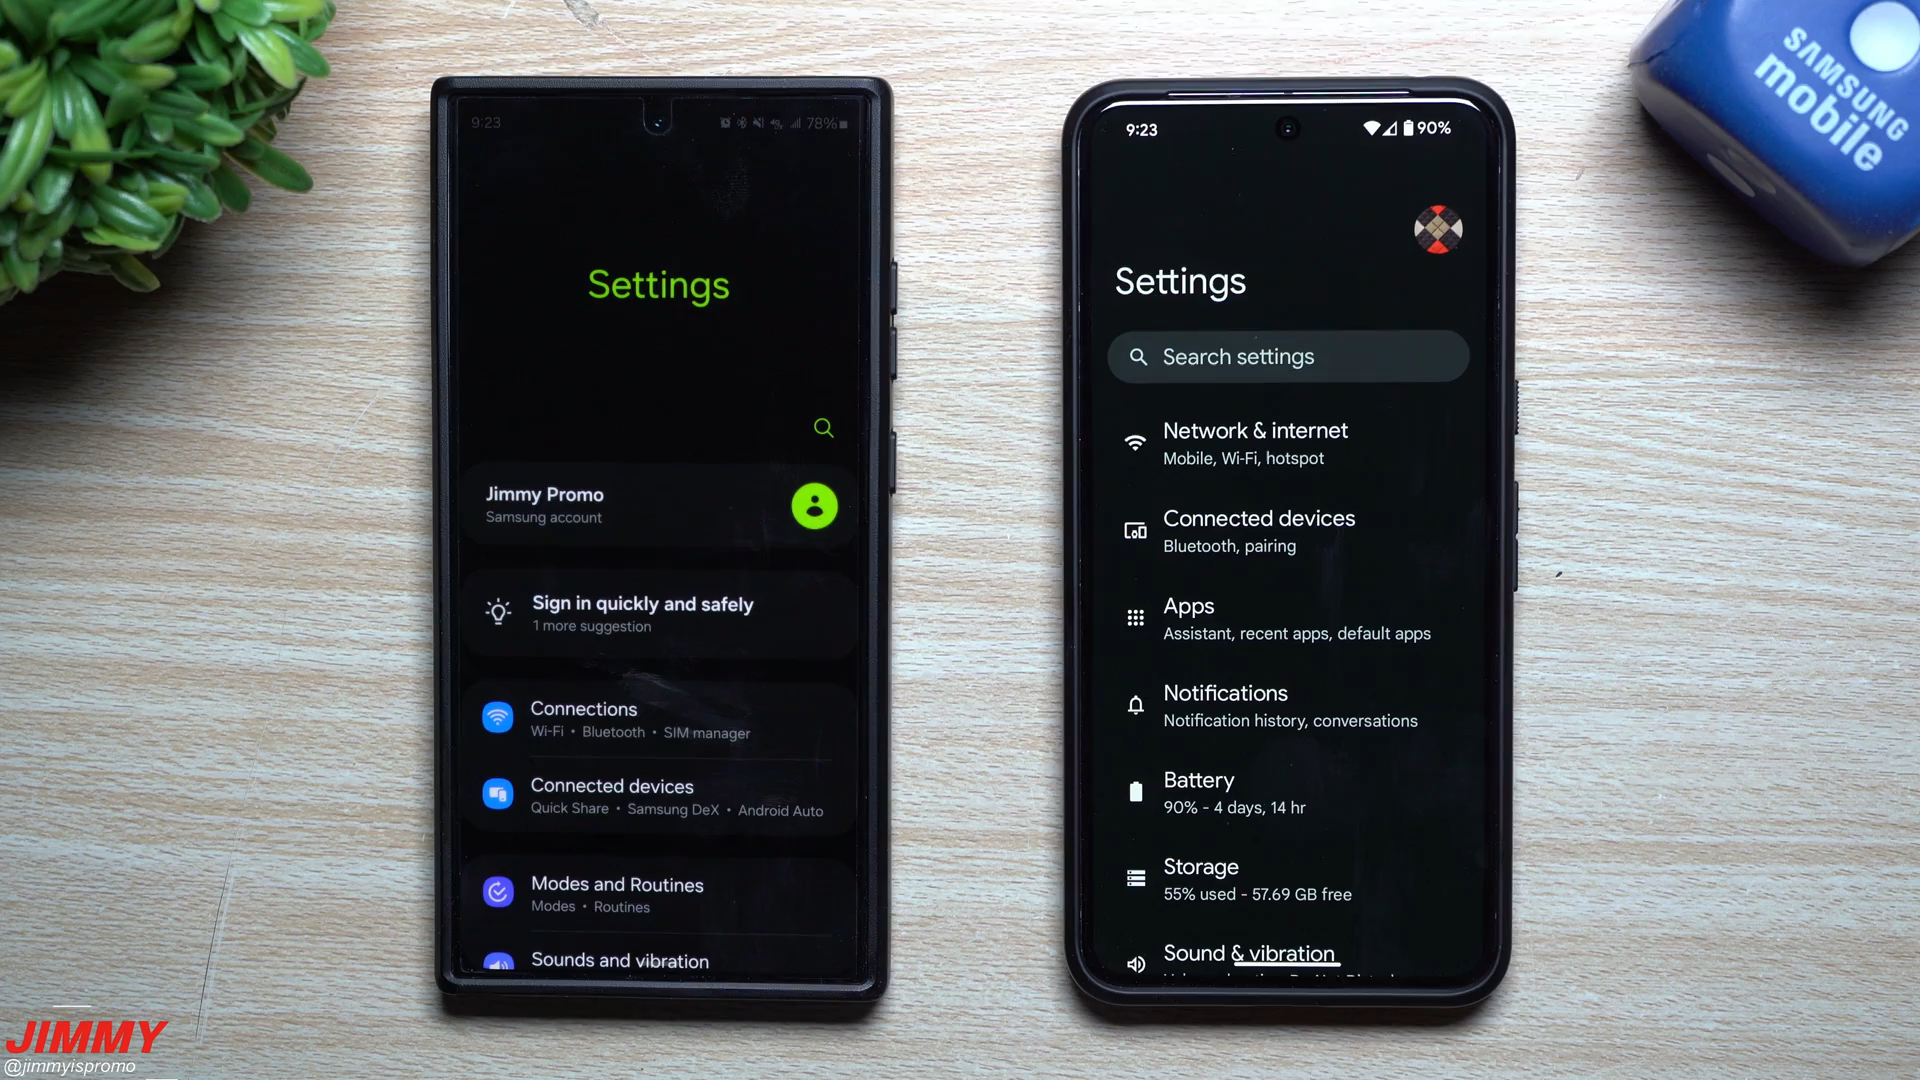 9:23
78%
Settings
Jimmy Promo
Samsung account
Sign in quickly and safely
1 more suggestion
Connections
Wi-Fi • Bluetooth • SIM manager
Connected devices
Quick Share • Samsung DeX • Android Auto
Modes and Routines
Modes • Routines
Sounds and vibration
9:23
90%
Settings
Search settings
Network & internet
Mobile, Wi-Fi, hotspot
Connected devices
Bluetooth, pairing
Apps
Assistant, recent apps, default apps
Notifications
Notification history, conversations
Battery
90% - 4 days, 14 hr
Storage
55% used - 57.69 GB free
Sound & vibration
SAMSUNG
mobile
JIMMY
@jimmyispromo